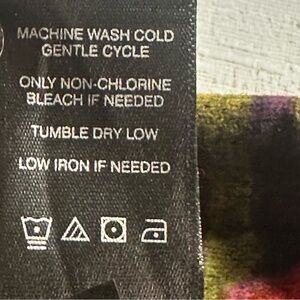 MACHINE WASH COLD
GENTLE CYCLE
ONLY NON-CHLORINE
BLEACH IF NEEDED
TUMBLE DRY LOW
LOW IRON IF NEEDED